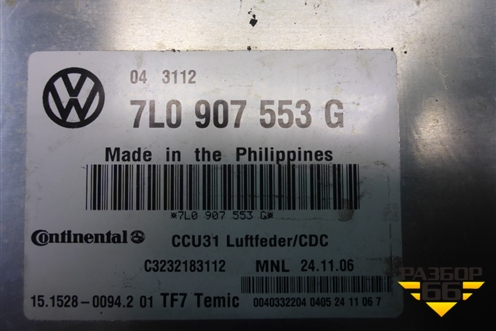 04 3112
7L0 907 553 G
Made in the Philippines
*7L0 907 553 G*
Continental CCU31 Luftfeder/CDC
C3232183112 MNL 24.11.06
15.1528-0094.2 01 TF7 Temic 0040332204 0405 24 11 06 7
РАЗБОР
66